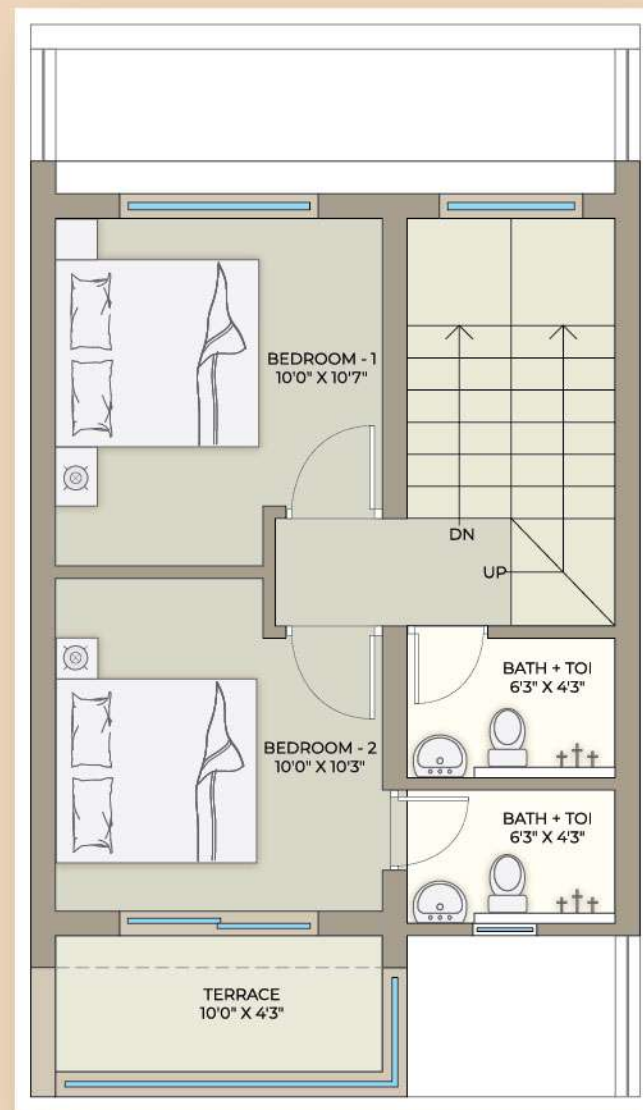 BEDROOM - 1
10'0" X 10'7"
DN
UP
BATH + TOI
6'3" X 4'3"
BEDROOM - 2
10'0" X 10'3"
BATH + TOI
6'3" X 4'3"
TERRACE
10'0" X 4'3"